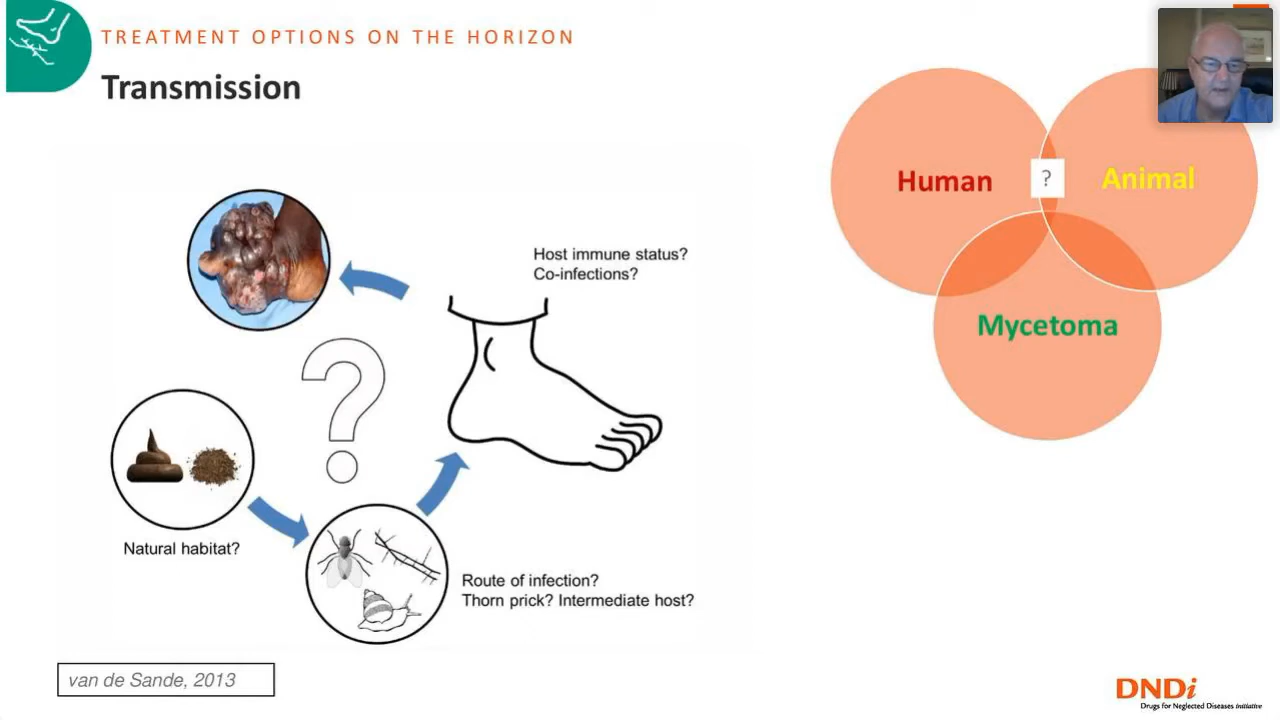 TREATMENT OPTIONS ON THE HORIZON
Transmission
Human
?
Animal
Mycetoma
Host immune status?
Co-infections?
?
Natural habitat?
Route of infection?
Thorn prick? Intermediate host?
van de Sande, 2013
DNDi
Drugs for Neglected Diseases initiative